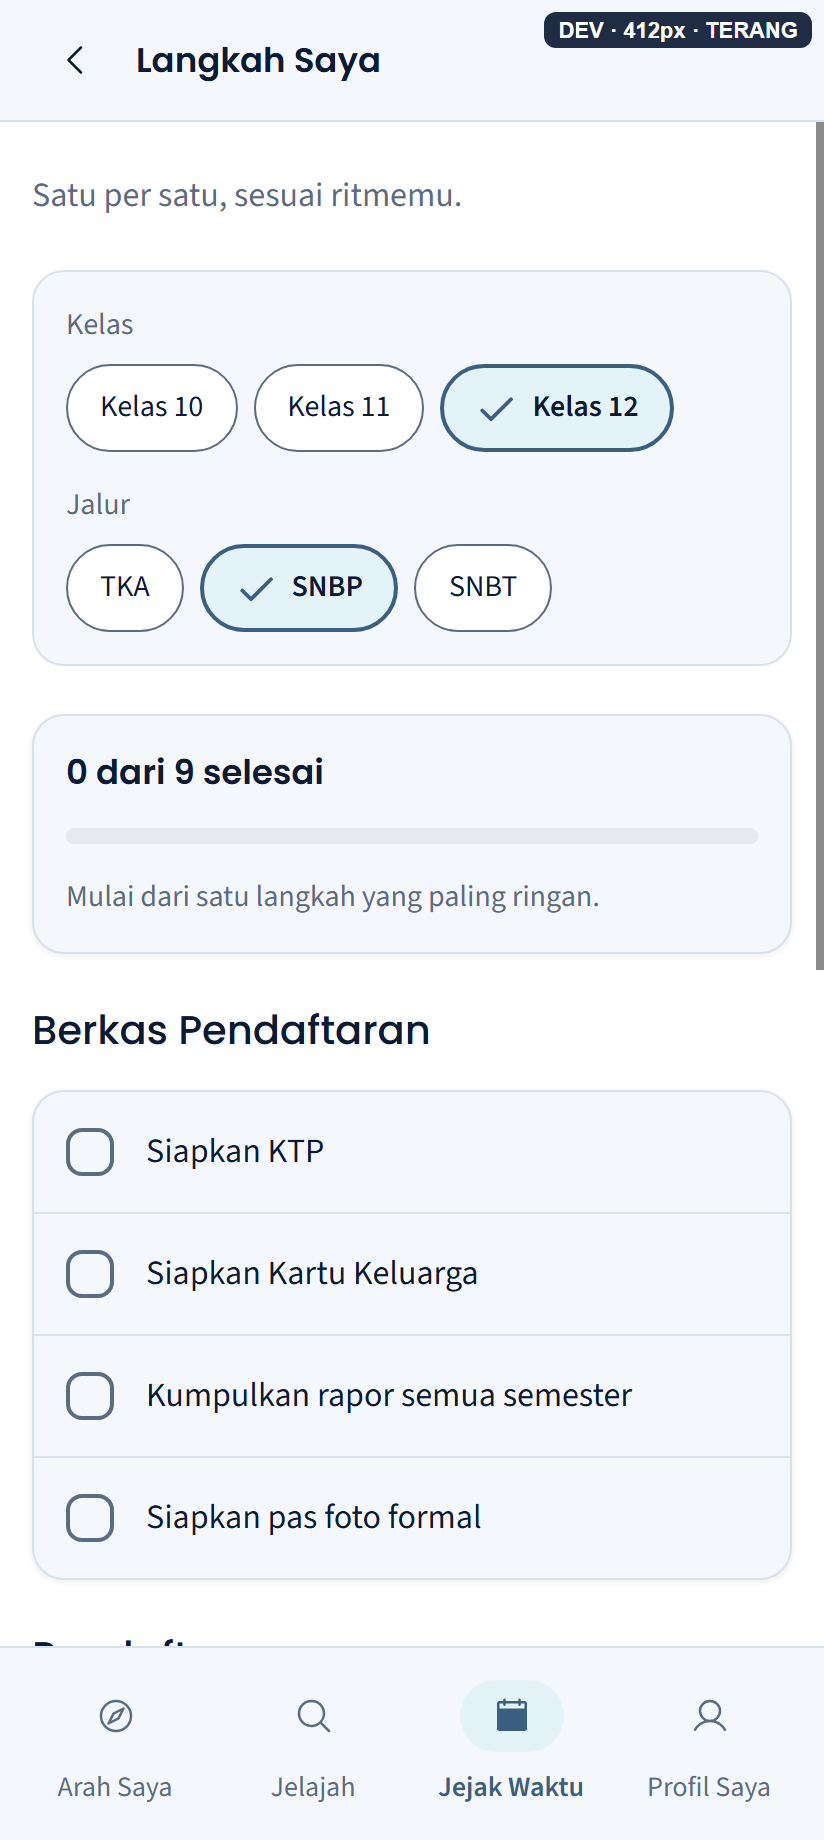 DEV · 412px · TERANG
Langkah Saya
Satu per satu, sesuai ritmemu.
Kelas
Kelas 10
Kelas 11
Kelas 12
Jalur
TKA
SNBP
SNBT
0 dari 9 selesai
Mulai dari satu langkah yang paling ringan.
Berkas Pendaftaran
Siapkan KTP
Siapkan Kartu Keluarga
Kumpulkan rapor semua semester
Siapkan pas foto formal
Arah Saya
Jelajah
Jejak Waktu
Profil Saya